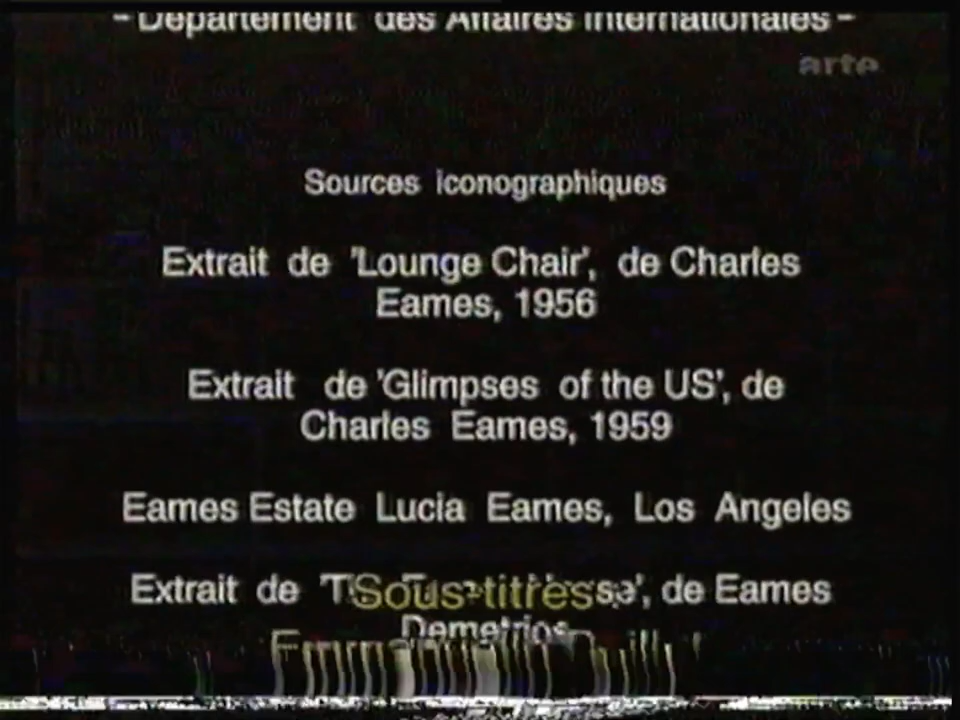 - Département des Affaires Internationales -
arte
Sources iconographiques
Extrait de 'Lounge Chair', de Charles
Eames, 1956
Extrait de 'Glimpses of the US', de
Charles Eames, 1959
Eames Estate Lucia Eames, Los Angeles
Extrait de de Eames
Sous-titres
Demetrios